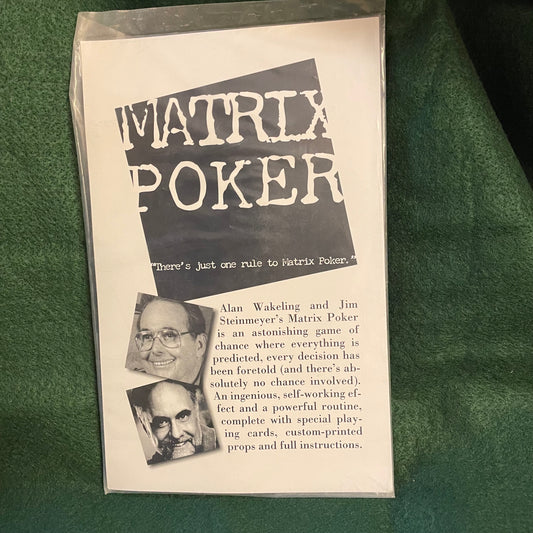 MATRIX
POKER
"There's just one rule to Matrix Poker."
Alan Wakeling and Jim
Steinmeyer's Matrix Poker
is an astonishing game of
chance where everything is
predicted, every decision has
been foretold (and there's ab-
solutely no chance involved).
An ingenious, self-working ef-
fect and a powerful routine,
complete with special play-
ing cards, custom-printed
props and full instructions.